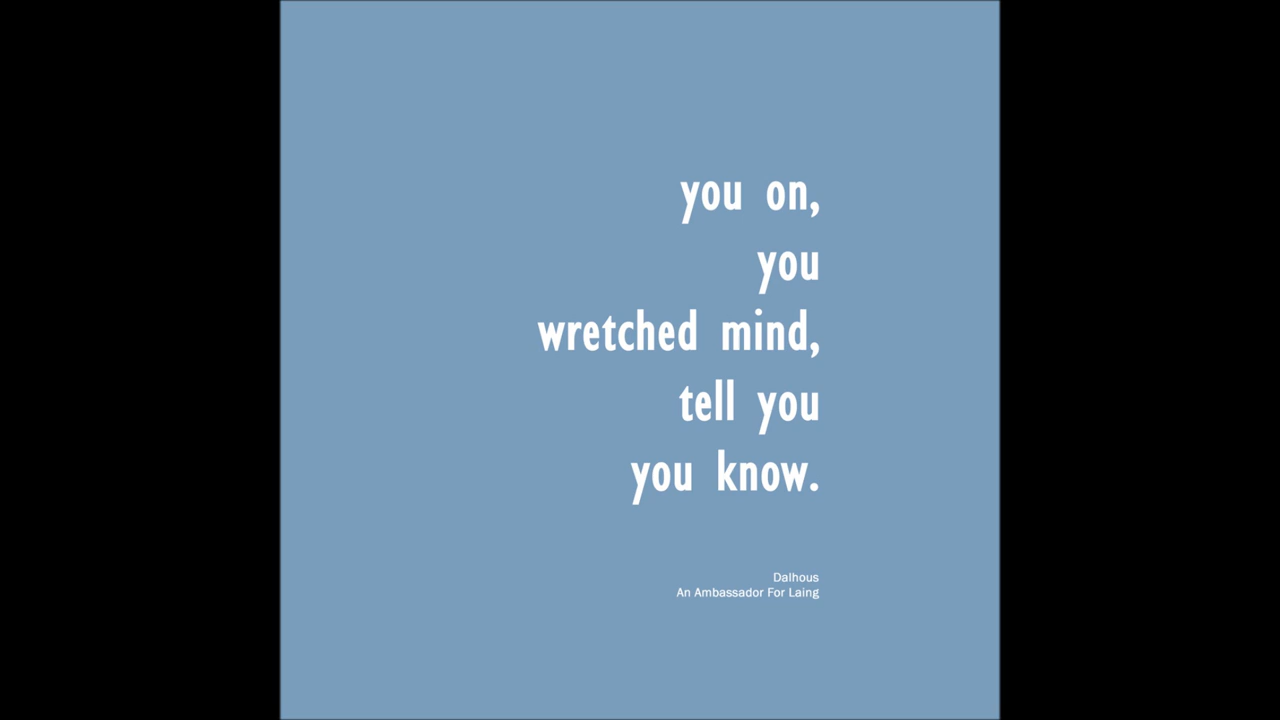 you on,
you
wretched mind,
tell you
you know.
Dalhous
An Ambassador For Laing